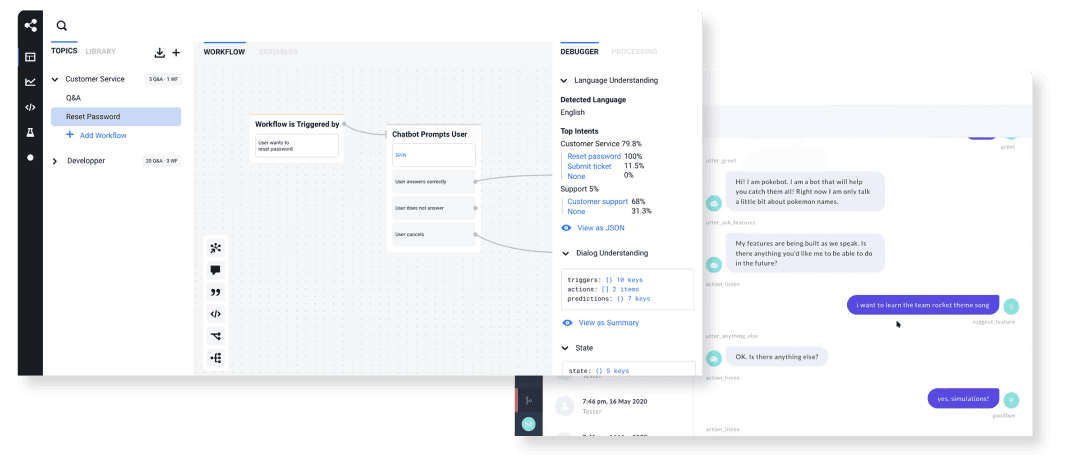 TOPICS
LIBRARY
Customer Service
5 Q&A · 1 WF
Q&A
Reset Password
+ Add Workflow
Developper
20 Q&A · 3 WF
WORKFLOW
VARIABLES
Workflow is Triggered by
User wants to
reset password
Chatbot Prompts User
$PIN
User answers correctly
User does not answer
User cancels
DEBUGGER
PROCESSING
Language Understanding
Detected Language
English
Top Intents
Customer Service 79.8%
Reset password 100%
Submit ticket 11.5%
None 0%
Support 5%
Customer support 68%
None 31.3%
View as JSON
Dialog Understanding
triggers: {} 10 keys
actions: [] 2 items
predictions: {} 7 keys
View as Summary
State
state: {} 5 keys
greet
utter_greet
Hi! I am pokebot. I am a bot that will help
you catch them all! Right now I am only talk
a little bit about pokemon names.
utter_ask_features
My features are being built as we speak. Is
there anything you'd like me to be able to do
in the future?
action_listen
i want to learn the team rocket theme song
?
suggest_feature
utter_anything_else
OK. Is there anything else?
action_listen
yes, simulations!
?
goodbye
action_listen
Tester
7:46 pm, 16 May 2020
Tester
M